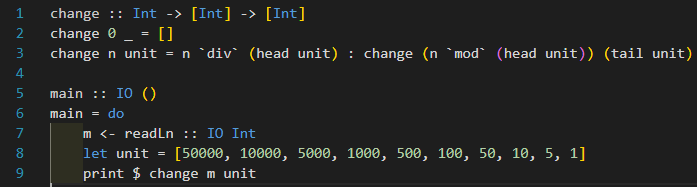 1 change :: Int -> [Int] -> [Int]
2 change 0 _ = []
3 change n unit = n `div` (head unit) : change (n `mod` (head unit)) (tail unit)
4
5 main :: IO ()
6 main = do
7     m <- readLn :: IO Int
8     let unit = [50000, 10000, 5000, 1000, 500, 100, 50, 10, 5, 1]
9     print $ change m unit